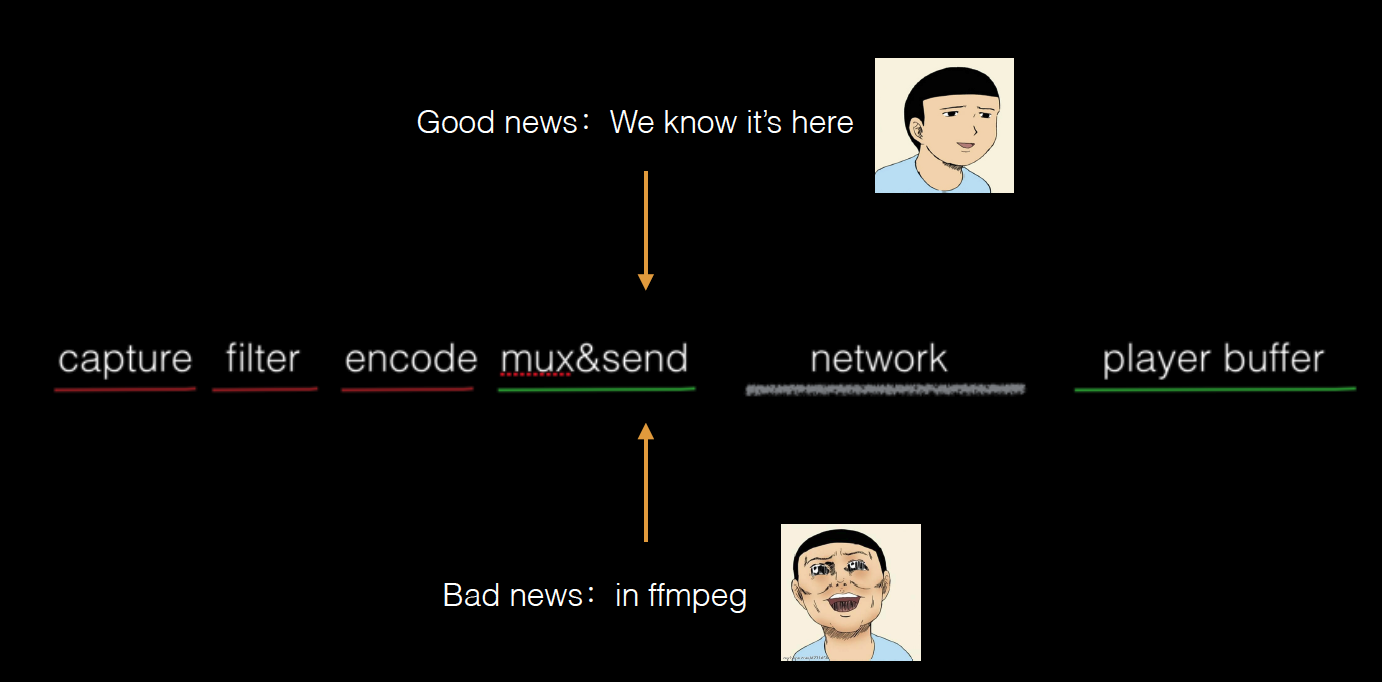 Good news：We know it’s here
capture filter encode mux&send network player buffer
Bad news：in ffmpeg